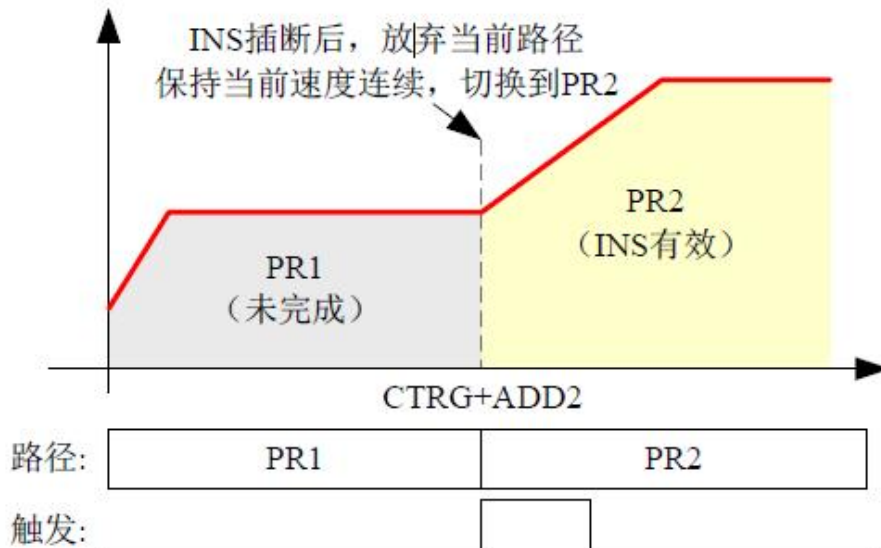 INS插断后，放弃当前路径
保持当前速度连续，切换到PR2
PR2
（INS有效）
PR1
（未完成）
CTRG+ADD2
路径: PR1 PR2
触发: